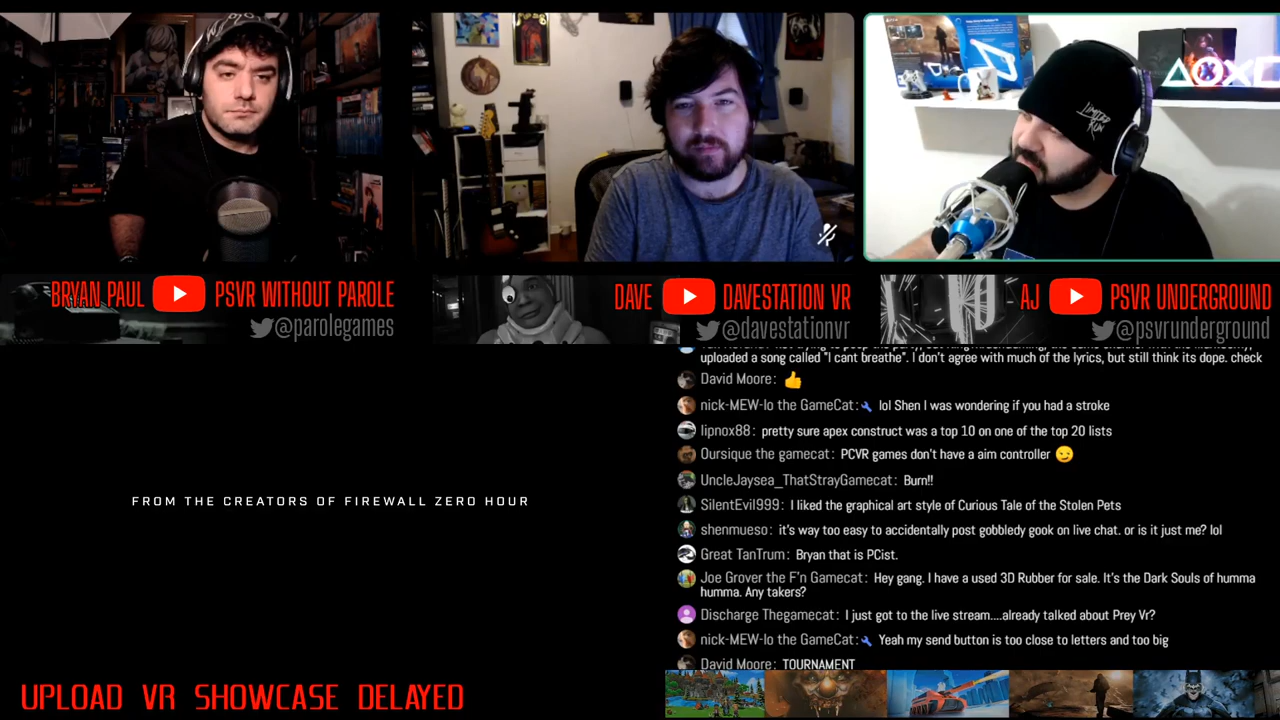 LIMITED
RUN
BRYAN PAUL PSVR WITHOUT PAROLE
@parolegames
DAVE DAVESTATION VR
@davestationvr
AJ PSVR UNDERGROUND
@psvrunderground
uploaded a song called "I cant breathe". I don't agree with much of the lyrics, but still think its dope. check
David Moore: 👍
nick-MEW-lo the GameCat: lol Shen I was wondering if you had a stroke
lipnox88: pretty sure apex construct was a top 10 on one of the top 20 lists
Oursique the gamecat: PCVR games don't have a aim controller 😏
UncleJaysea_ThatStrayGamecat: Burn!!
SilentEvil999: I liked the graphical art style of Curious Tale of the Stolen Pets
shenmueso: it's way too easy to accidentally post gobbledy gook on live chat. or is it just me? lol
Great TanTrum: Bryan that is PCist.
Joe Grover the F'n Gamecat: Hey gang. I have a used 3D Rubber for sale. It's the Dark Souls of humma
humma. Any takers?
Discharge Thegamecat: I just got to the live stream....already talked about Prey Vr?
nick-MEW-lo the GameCat: Yeah my send button is too close to letters and too big
David Moore: TOURNAMENT
FROM THE CREATORS OF FIREWALL ZERO HOUR
UPLOAD VR SHOWCASE DELAYED